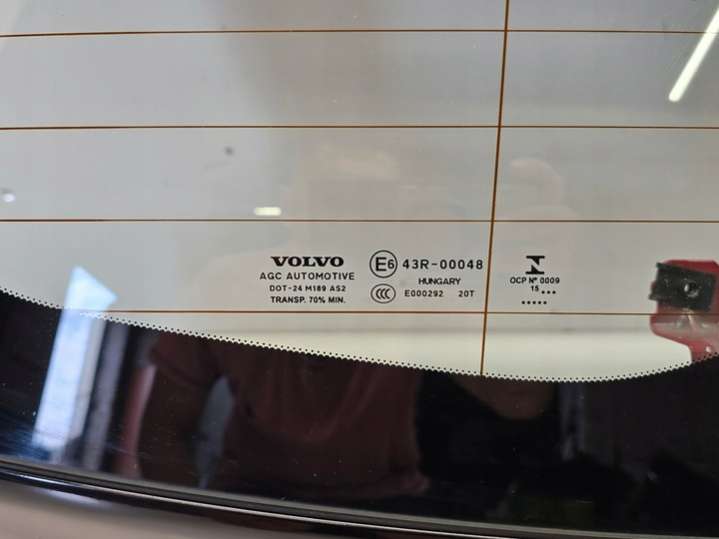 VOLVO
AGC AUTOMOTIVE
DOT-24 M189 AS2
TRANSP. 70% MIN.
E6 43R-00048
HUNGARY
CCC E000292 20T
OCP Nº 0009
15